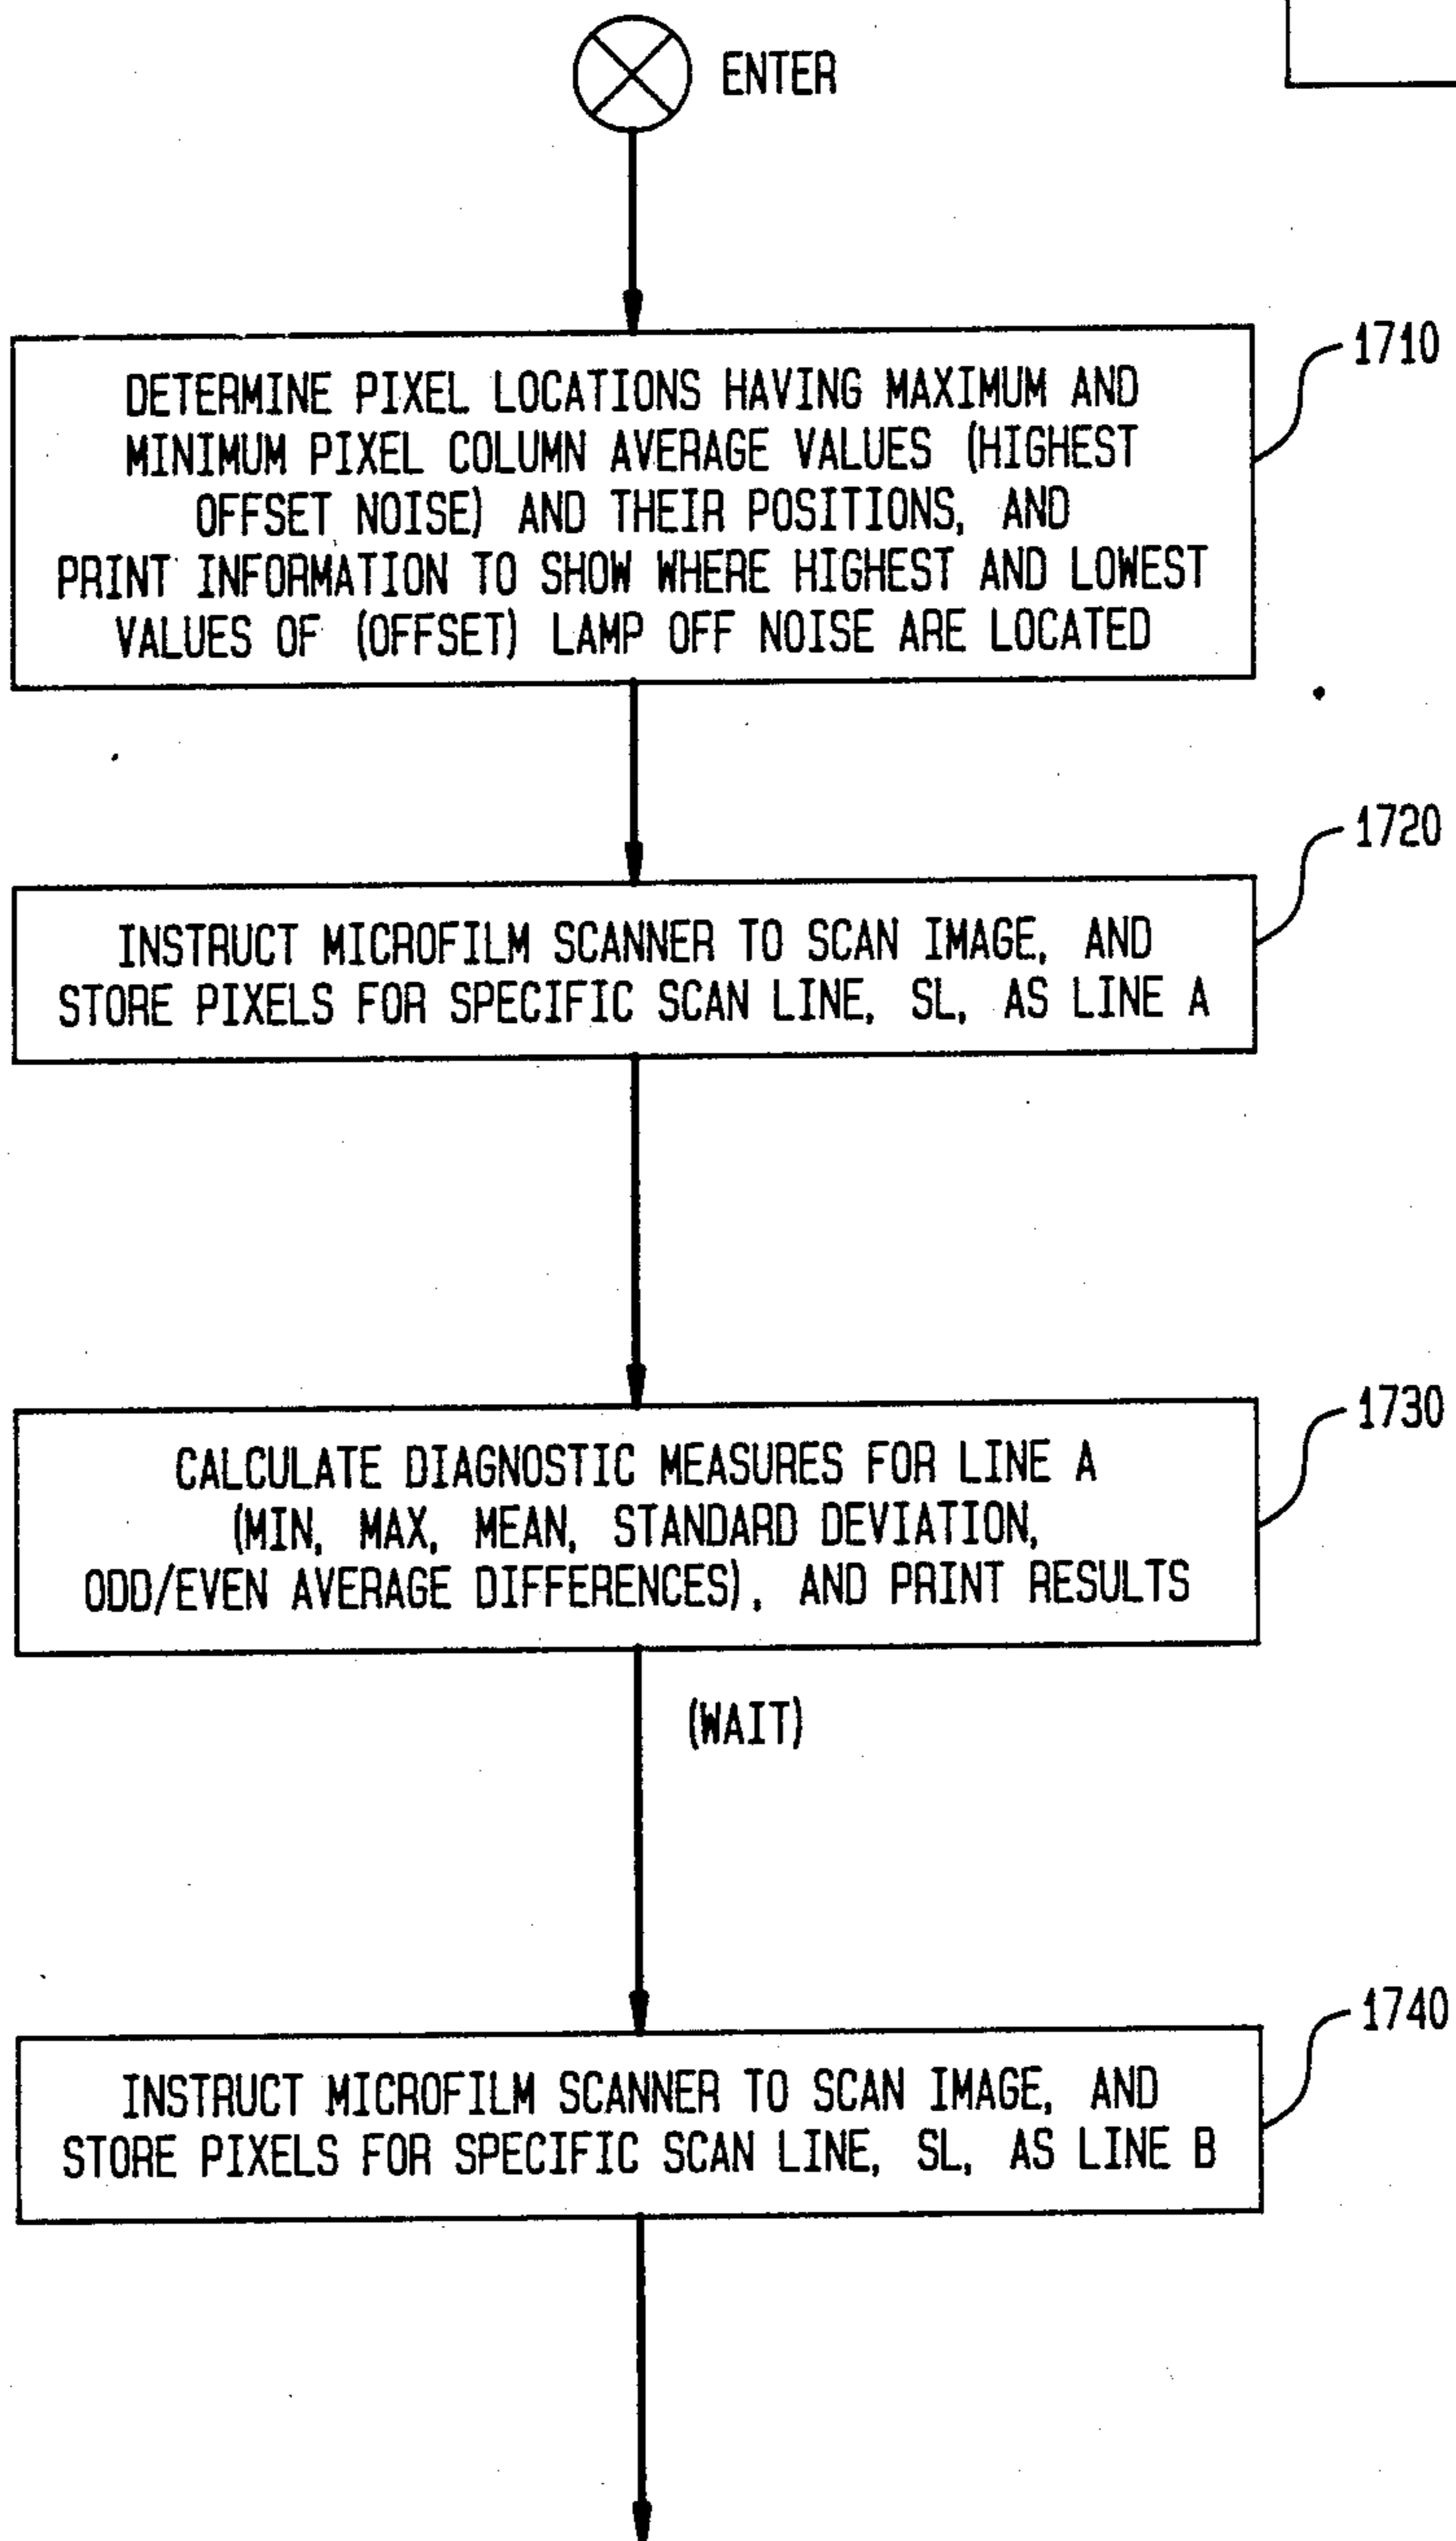 ENTER
1710
DETERMINE PIXEL LOCATIONS HAVING MAXIMUM AND
MINIMUM PIXEL COLUMN AVERAGE VALUES (HIGHEST
OFFSET NOISE) AND THEIR POSITIONS, AND
PRINT INFORMATION TO SHOW WHERE HIGHEST AND LOWEST
VALUES OF (OFFSET) LAMP OFF NOISE ARE LOCATED
1720
INSTRUCT MICROFILM SCANNER TO SCAN IMAGE, AND
STORE PIXELS FOR SPECIFIC SCAN LINE, SL, AS LINE A
1730
CALCULATE DIAGNOSTIC MEASURES FOR LINE A
(MIN, MAX, MEAN, STANDARD DEVIATION,
ODD/EVEN AVERAGE DIFFERENCES), AND PRINT RESULTS
(WAIT)
1740
INSTRUCT MICROFILM SCANNER TO SCAN IMAGE, AND
STORE PIXELS FOR SPECIFIC SCAN LINE, SL, AS LINE B